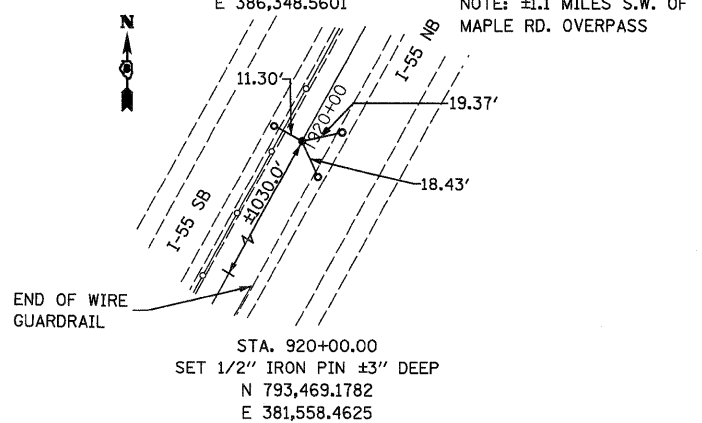 E 386,348.5601
NOTE: ±1.1 MILES S.W. OF
MAPLE RD. OVERPASS
N
I-55 NB
11.30'
920+00
19.37'
18.43'
±1030.0'
I-55 SB
END OF WIRE
GUARDRAIL
STA. 920+00.00
SET 1/2" IRON PIN ±3" DEEP
N 793,469.1782
E 381,558.4625